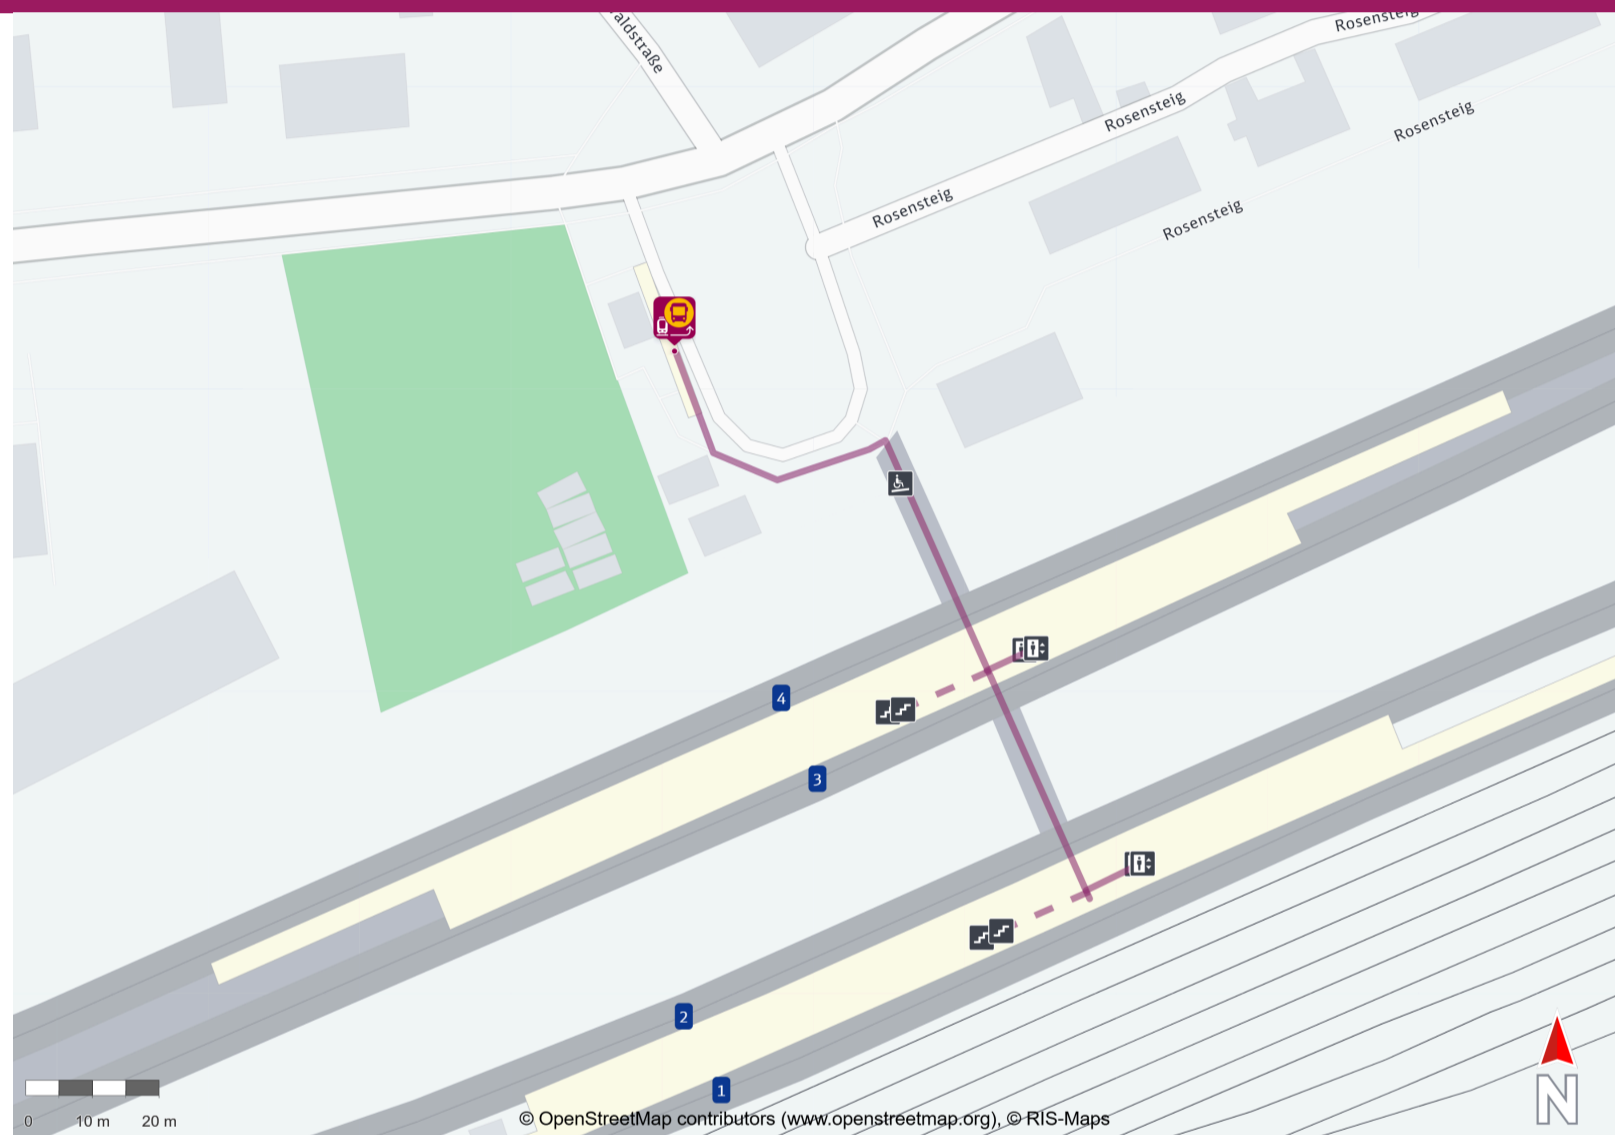 aldstraße
Rosensteig
Rosensteig
Rosensteig
Rosensteig
Rosensteig
4
3
2
1
N
0 10 m 20 m
© OpenStreetMap contributors (www.openstreetmap.org), © RIS-Maps